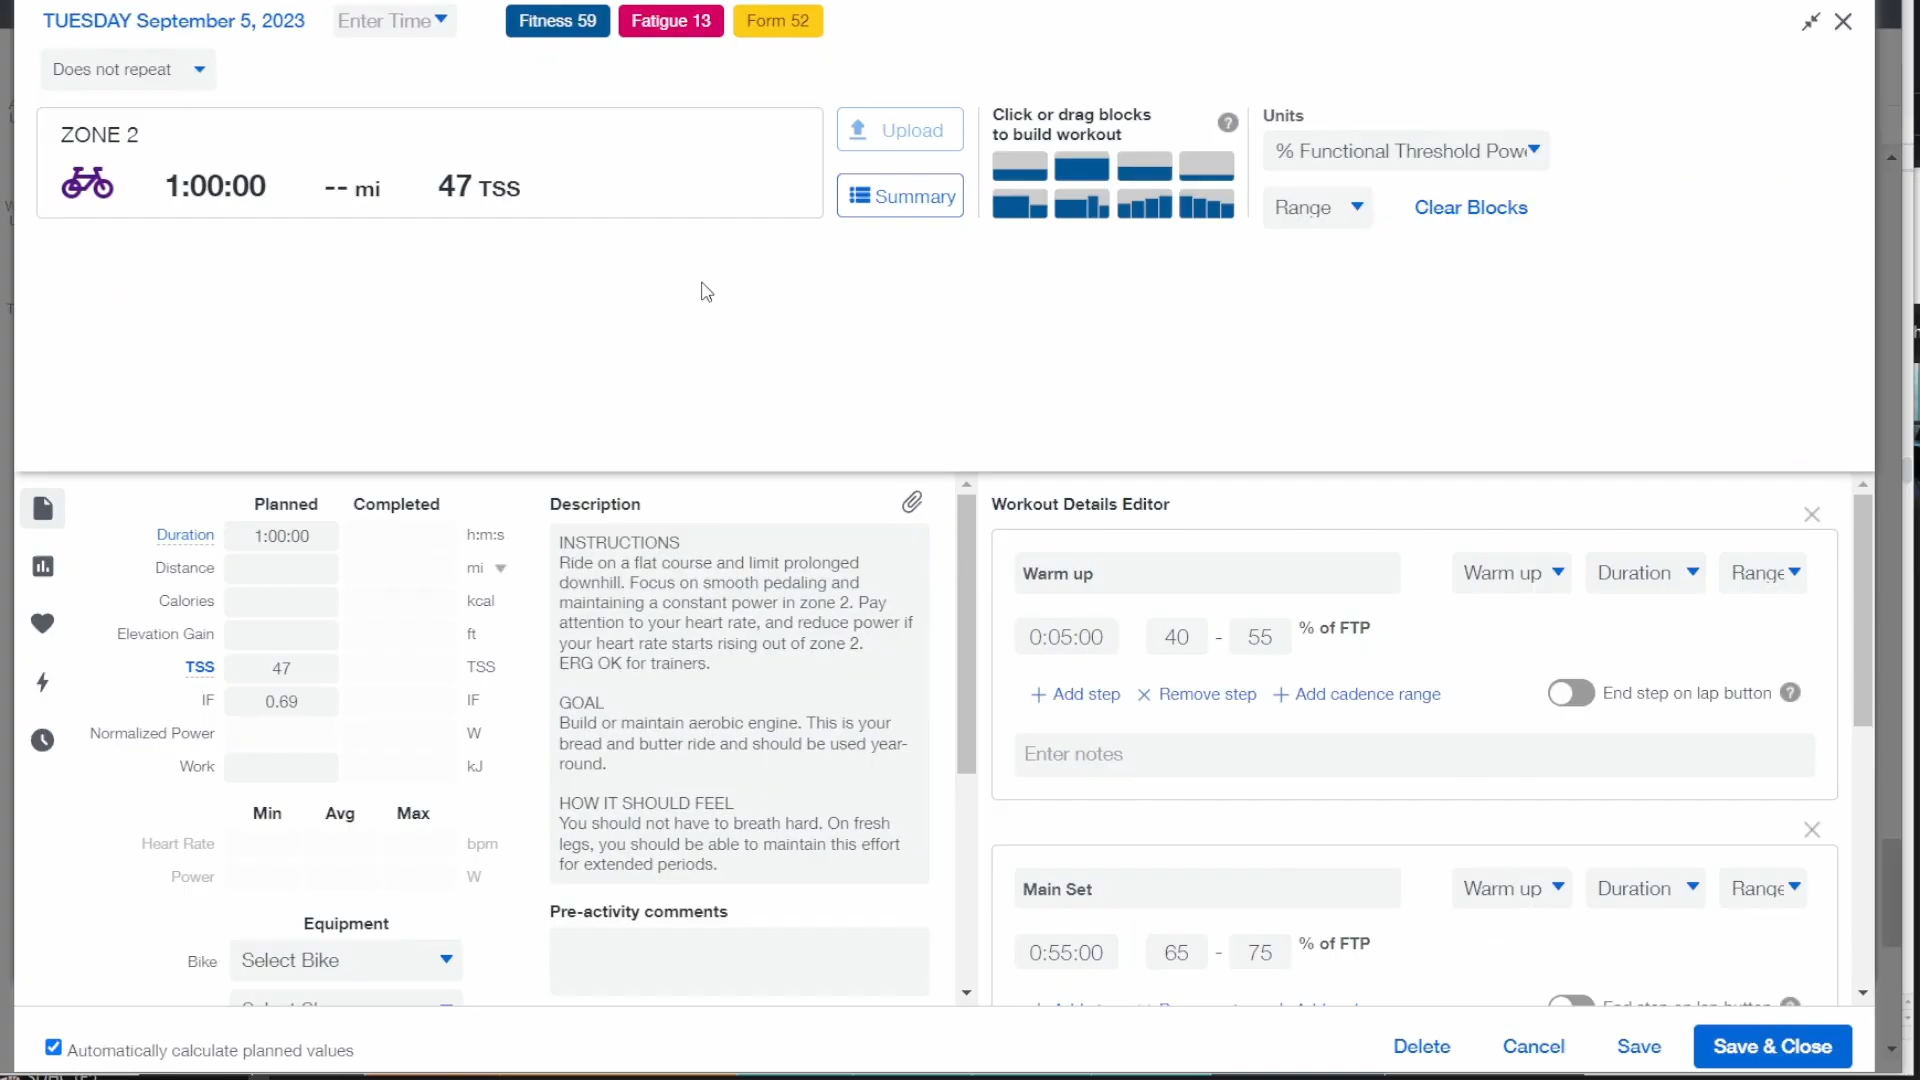 TUESDAY September 5, 2023
Enter Time
Fitness 59
Fatigue 13
Form 52
Does not repeat
ZONE 2
1:00:00
-- mi
47 TSS
Upload
Summary
Click or drag blocks
to build workout
?
Units
% Functional Threshold Pow
Range
Clear Blocks
Planned
Completed
Duration
1:00:00
h:m:s
Distance
mi
Calories
kcal
Elevation Gain
ft
TSS
47
TSS
IF
0.69
IF
Normalized Power
W
Work
kJ
Min
Avg
Max
Heart Rate
bpm
Power
W
Equipment
Bike
Select Bike
Description
INSTRUCTIONS
Ride on a flat course and limit prolonged
downhill. Focus on smooth pedaling and
maintaining a constant power in zone 2. Pay
attention to your heart rate, and reduce power if
your heart rate starts rising out of zone 2.
ERG OK for trainers.
GOAL
Build or maintain aerobic engine. This is your
bread and butter ride and should be used year-
round.
HOW IT SHOULD FEEL
You should not have to breath hard. On fresh
legs, you should be able to maintain this effort
for extended periods.
Pre-activity comments
Workout Details Editor
Warm up
Warm up
Duration
Range
0:05:00
40 - 55
% of FTP
Add step
Remove step
Add cadence range
End step on lap button
?
Enter notes
Main Set
Warm up
Duration
Range
0:55:00
65 - 75
% of FTP
End step on lap button
Automatically calculate planned values
Delete
Cancel
Save
Save & Close